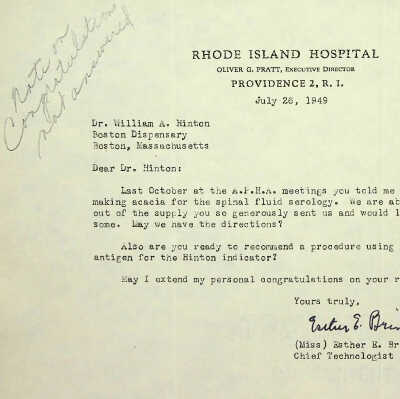 Note on
Congratulation
not answered
RHODE ISLAND HOSPITAL
OLIVER G. PRATT, EXECUTIVE DIRECTOR
PROVIDENCE 2, R. I.
July 26, 1949
Dr. William A. Hinton
Boston Dispensary
Boston, Massachusetts
Dear Dr. Hinton:
Last October at the A.P.H.A. meetings you told me
making acacia for the spinal fluid serology. We are
out of the supply you so generously sent us and would
some. May we have the directions?
Also are you ready to recommend a procedure using
antigen for the Hinton indicator?
May I extend my personal congratulations on your
Yours truly,
Esther E.
(Miss) Esther E.
Chief Technologist